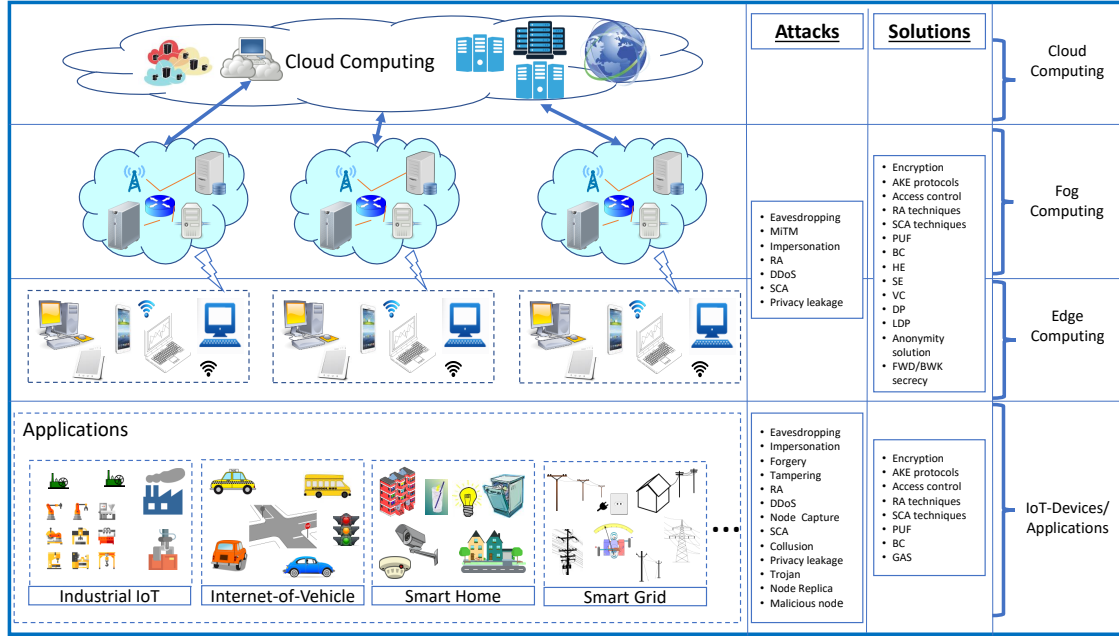 Attacks
Solutions
Cloud Computing
Cloud
Computing
Eavesdropping
MiTM
Impersonation
RA
DDoS
SCA
Privacy leakage
Encryption
AKE protocols
Access control
RA techniques
SCA techniques
PUF
BC
HE
SE
VC
DP
LDP
Anonymity
solution
FWD/BWK
secrecy
Fog
Computing
Edge
Computing
Applications
Industrial IoT
Internet-of-Vehicle
Smart Home
Smart Grid
...
Eavesdropping
Impersonation
Forgery
Tampering
RA
DDoS
Node Capture
SCA
Collusion
Privacy leakage
Trojan
Node Replica
Malicious node
Encryption
AKE protocols
Access control
RA techniques
SCA techniques
PUF
BC
GAS
IoT-Devices/
Applications